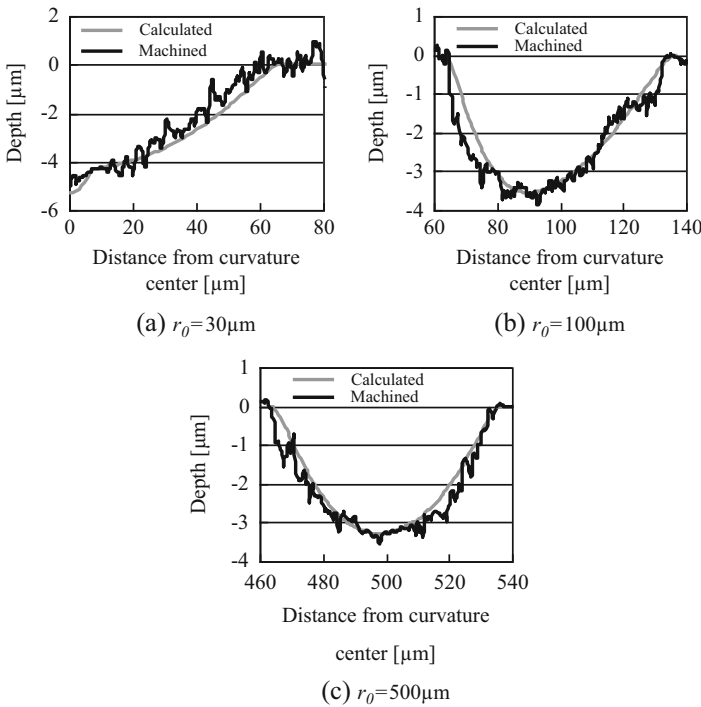 2
0
-2
-4
-6
Depth [µm]
Calculated
Machined
0 20 40 60 80
Distance from curvature
center [µm]
(a) r0=30µm
1
0
-1
-2
-3
-4
Depth [µm]
Calculated
Machined
60 80 100 120 140
Distance from curvature
center [µm]
(b) r0=100µm
1
0
-1
-2
-3
-4
Depth [µm]
Calculated
Machined
460 480 500 520 540
Distance from curvature
center [µm]
(c) r0=500µm